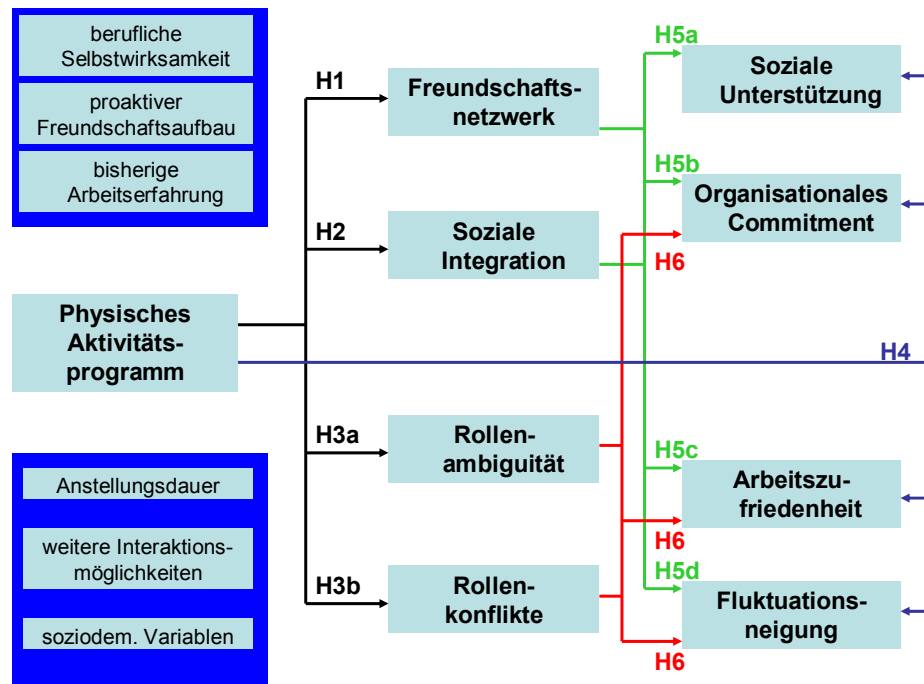 berufliche
Selbstwirksamkeit
proaktiver
Freundschaftsaufbau
bisherige
Arbeitserfahrung
Physisches
Aktivitäts-
programm
Anstellungsdauer
weitere Interaktions-
möglichkeiten
soziodem. Variablen
H1
H2
H3a
H3b
Freundschafts-
netzwerk
Soziale
Integration
Rollen-
ambiguität
Rollen-
konflikte
H5a
H5b
H6
H4
H5c
H6
H5d
H6
Soziale
Unterstützung
Organisationales
Commitment
Arbeitszu-
friedenheit
Fluktuations-
neigung